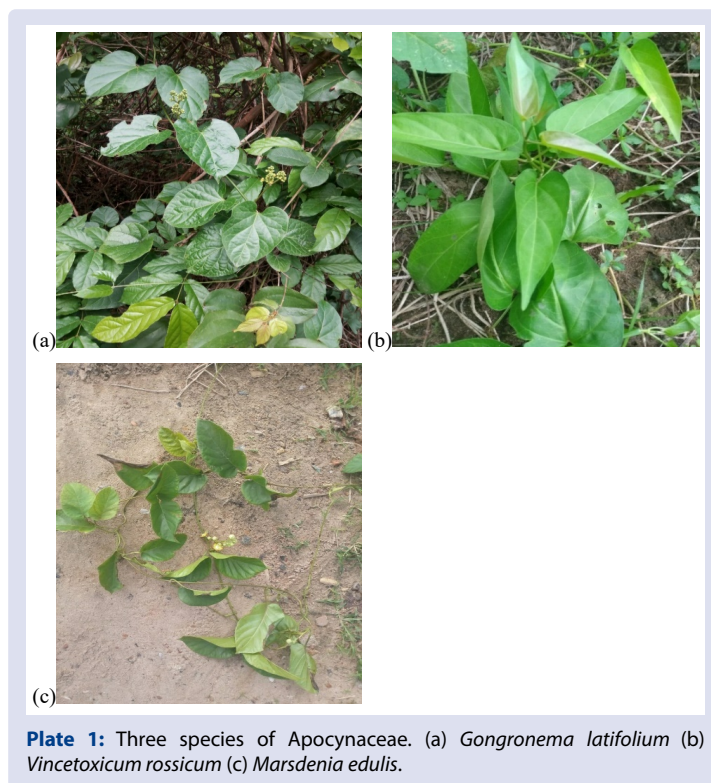 (a)
(b)
(c)
Plate 1: Three species of Apocynaceae. (a) Gongronema latifolium (b)
Vincetoxicum rossicum (c) Marsdenia edulis.